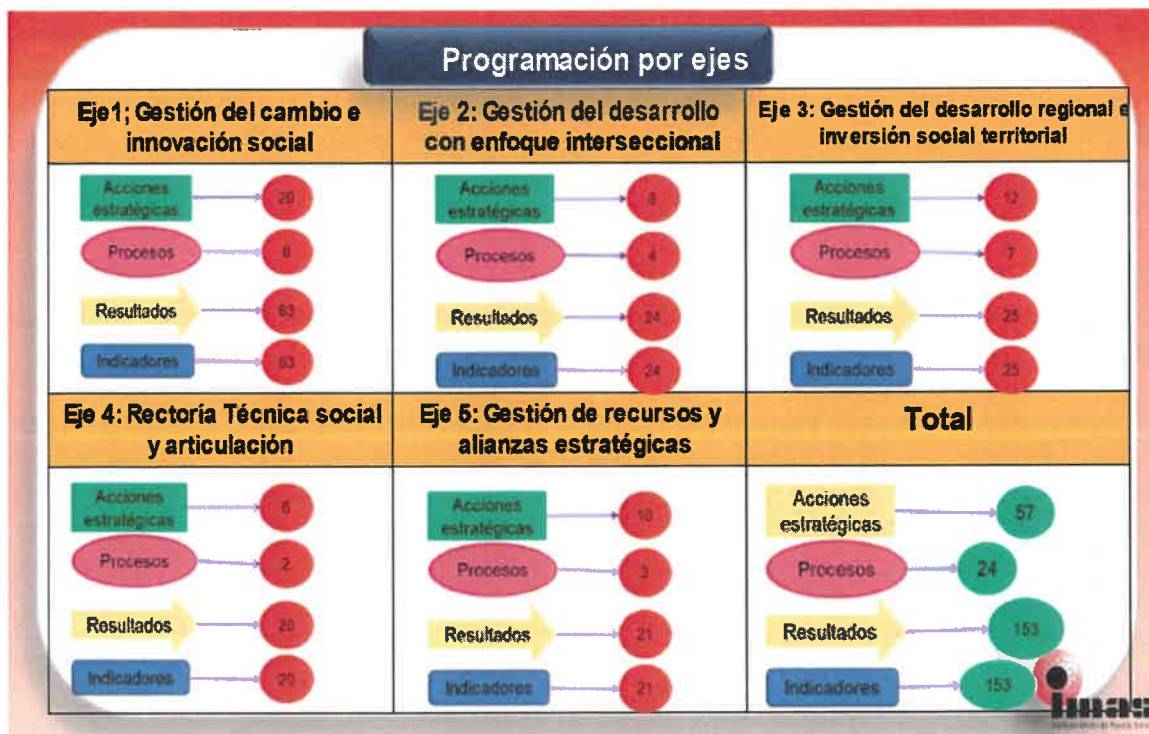 Programación por ejes
Eje1; Gestión del cambio e
innovación social
Acciones
estratégicas
20
Procesos
8
Resultados
63
Indicadores
63
Eje 2: Gestión del desarrollo
con enfoque interseccional
Acciones
estratégicas
Procesos
4
Resultados
24
Indicadores
24
Eje 3: Gestión del desarrollo regional e
inversión social territorial
Acciones
estratégicas
12
Procesos
7
Resultados
25
Indicadores
25
Eje 4: Rectoría Técnica social
y articulación
Acciones
estratégicas
6
Procesos
2
Resultados
20
Indicadores
20
Eje 5: Gestión de recursos y
alianzas estratégicas
Acciones
estratégicas
10
Procesos
3
Resultados
21
Indicadores
21
Total
Acciones
estratégicas
57
Procesos
24
Resultados
153
Indicadores
153
imas